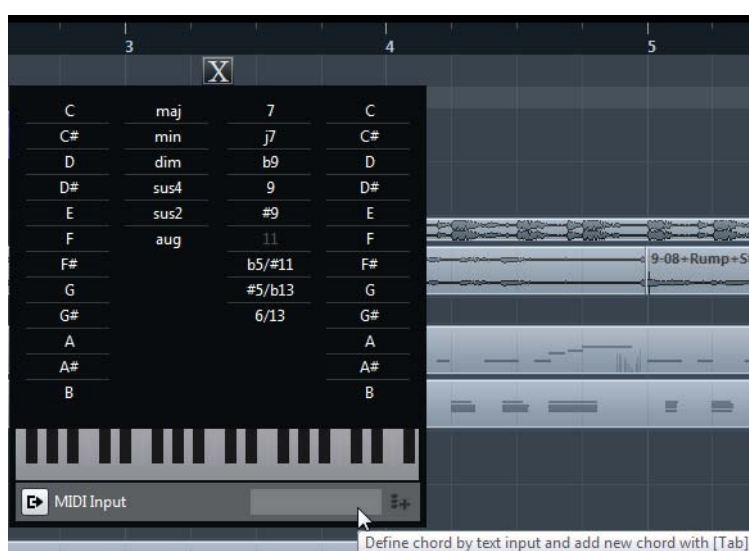 3 4 5
X
C maj 7 C
C# min j7 C#
D dim b9 D
D# sus4 9 D#
E sus2 #9 E
F aug 11 F
F# b5/#11 F#
G #5/b13 G
G# 6/13 G#
A A
A# A#
B B
9-08+Rump+S
MIDI Input
Define chord by text input and add new chord with [Tab]